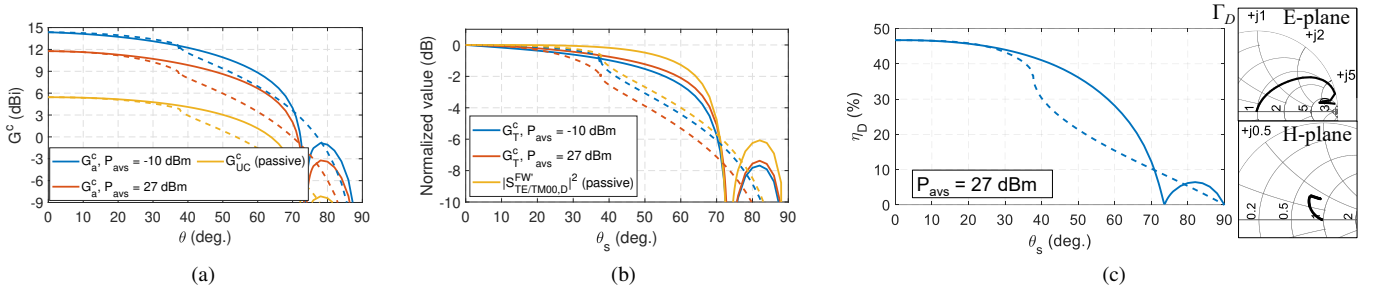 15
12
9
6
3
0
-3
-6
-9
G^c (dBi)
G_a^c, P_avs = -10 dBm
G_UC^c (passive)
G_a^c, P_avs = 27 dBm
0 10 20 30 40 50 60 70 80 90
θ (deg.)
(a)
0
-2
-4
-6
-8
-10
Normalized value (dB)
G_T^c, P_avs = -10 dBm
G_T^c, P_avs = 27 dBm
|S_TE/TM00,D^FW'|^2 (passive)
0 10 20 30 40 50 60 70 80 90
θ_s (deg.)
(b)
50
40
30
20
10
0
η_D (%)
P_avs = 27 dBm
0 10 20 30 40 50 60 70 80 90
θ_s (deg.)
(c)
Γ_D
E-plane
+j1
+j2
+j5
.1 .2 .5 3
H-plane
+j0.5
0.2 0.5 1 2